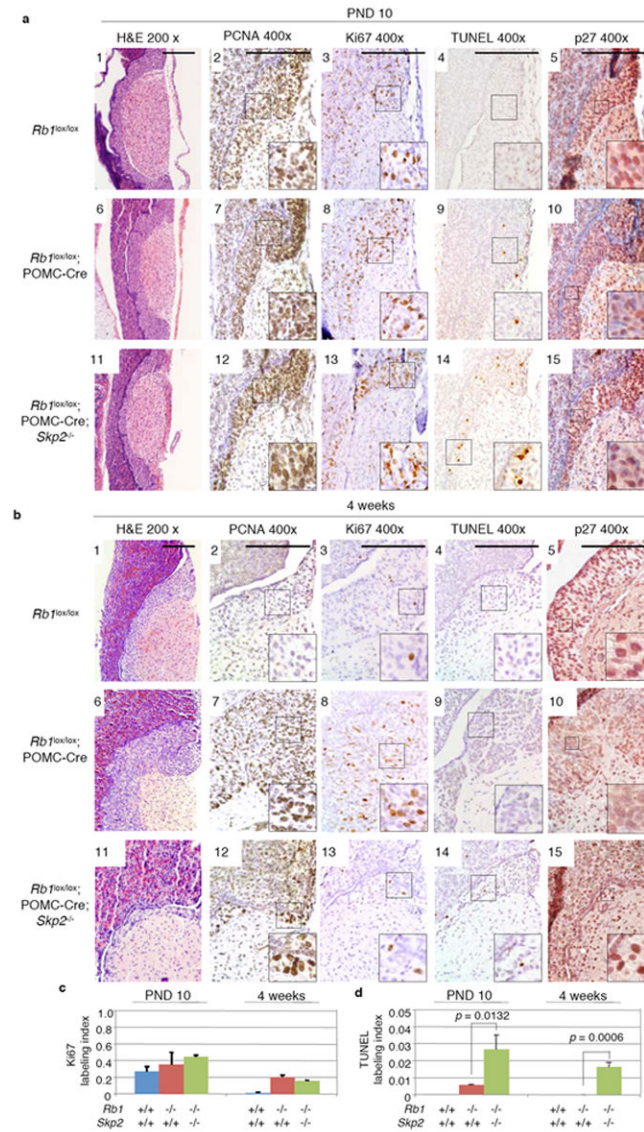 a
PND 10
H&E 200 x PCNA 400x Ki67 400x TUNEL 400x p27 400x
1 2 3 4 5
Rb1lox/lox
6 7 8 9 10
Rb1lox/lox;
POMC-Cre
11 12 13 14 15
Rb1lox/lox;
POMC-Cre;
Skp2-/-
b
4 weeks
H&E 200 x PCNA 400x Ki67 400x TUNEL 400x p27 400x
1 2 3 4 5
Rb1lox/lox
6 7 8 9 10
Rb1lox/lox;
POMC-Cre
11 12 13 14 15
Rb1lox/lox;
POMC-Cre;
Skp2-/-
c
PND 10 4 weeks
Ki67
labeling index
1.0
0.8
0.6
0.4
0.2
0
Rb1 +/+ -/- -/- +/+ -/- -/-
Skp2 +/+ +/+ -/- +/+ +/+ -/-
d
PND 10 4 weeks
TUNEL
labeling index
0.05
0.04
0.03
0.02
0.01
0
p = 0.0132
p = 0.0006
Rb1 +/+ -/- -/- +/+ -/- -/-
Skp2 +/+ +/+ -/- +/+ +/+ -/-